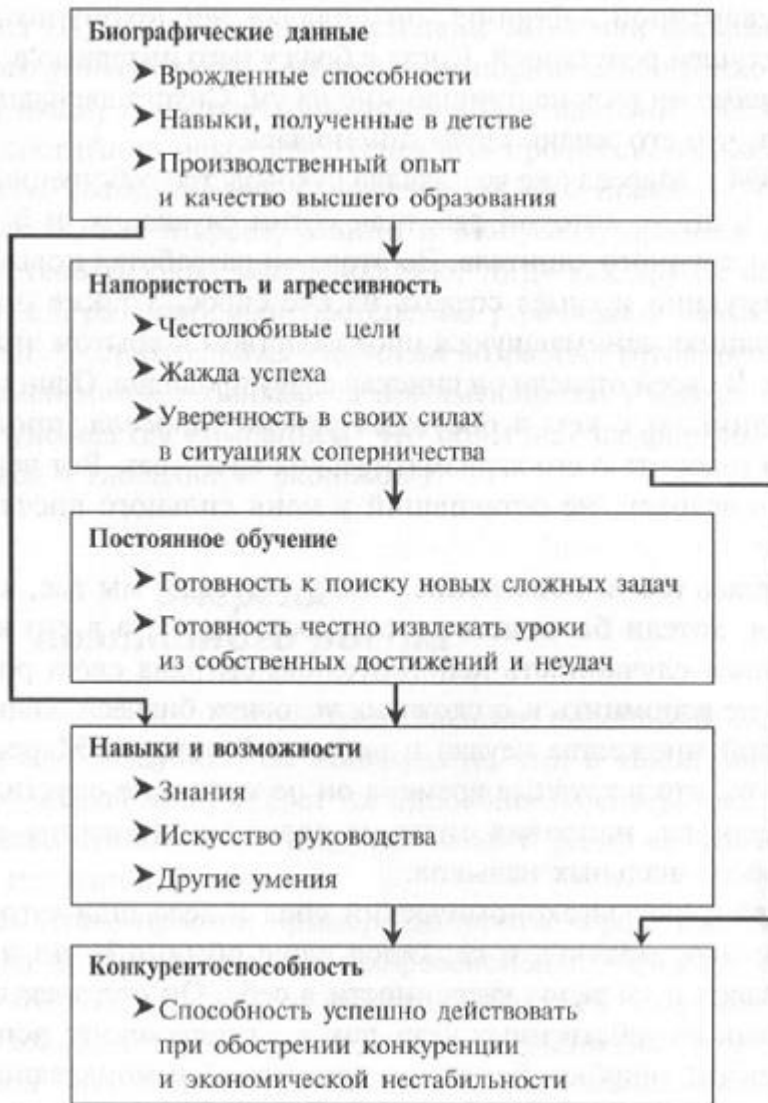 Биографические данные
➤ Врожденные способности
➤ Навыки, полученные в детстве
➤ Производственный опыт
и качество высшего образования
Напористость и агрессивность
➤ Честолюбивые цели
➤ Жажда успеха
➤ Уверенность в своих силах
в ситуациях соперничества
Постоянное обучение
➤ Готовность к поиску новых сложных задач
➤ Готовность честно извлекать уроки
из собственных достижений и неудач
Навыки и возможности
➤ Знания
➤ Искусство руководства
➤ Другие умения
Конкурентоспособность
➤ Способность успешно действовать
при обострении конкуренции
и экономической нестабильности